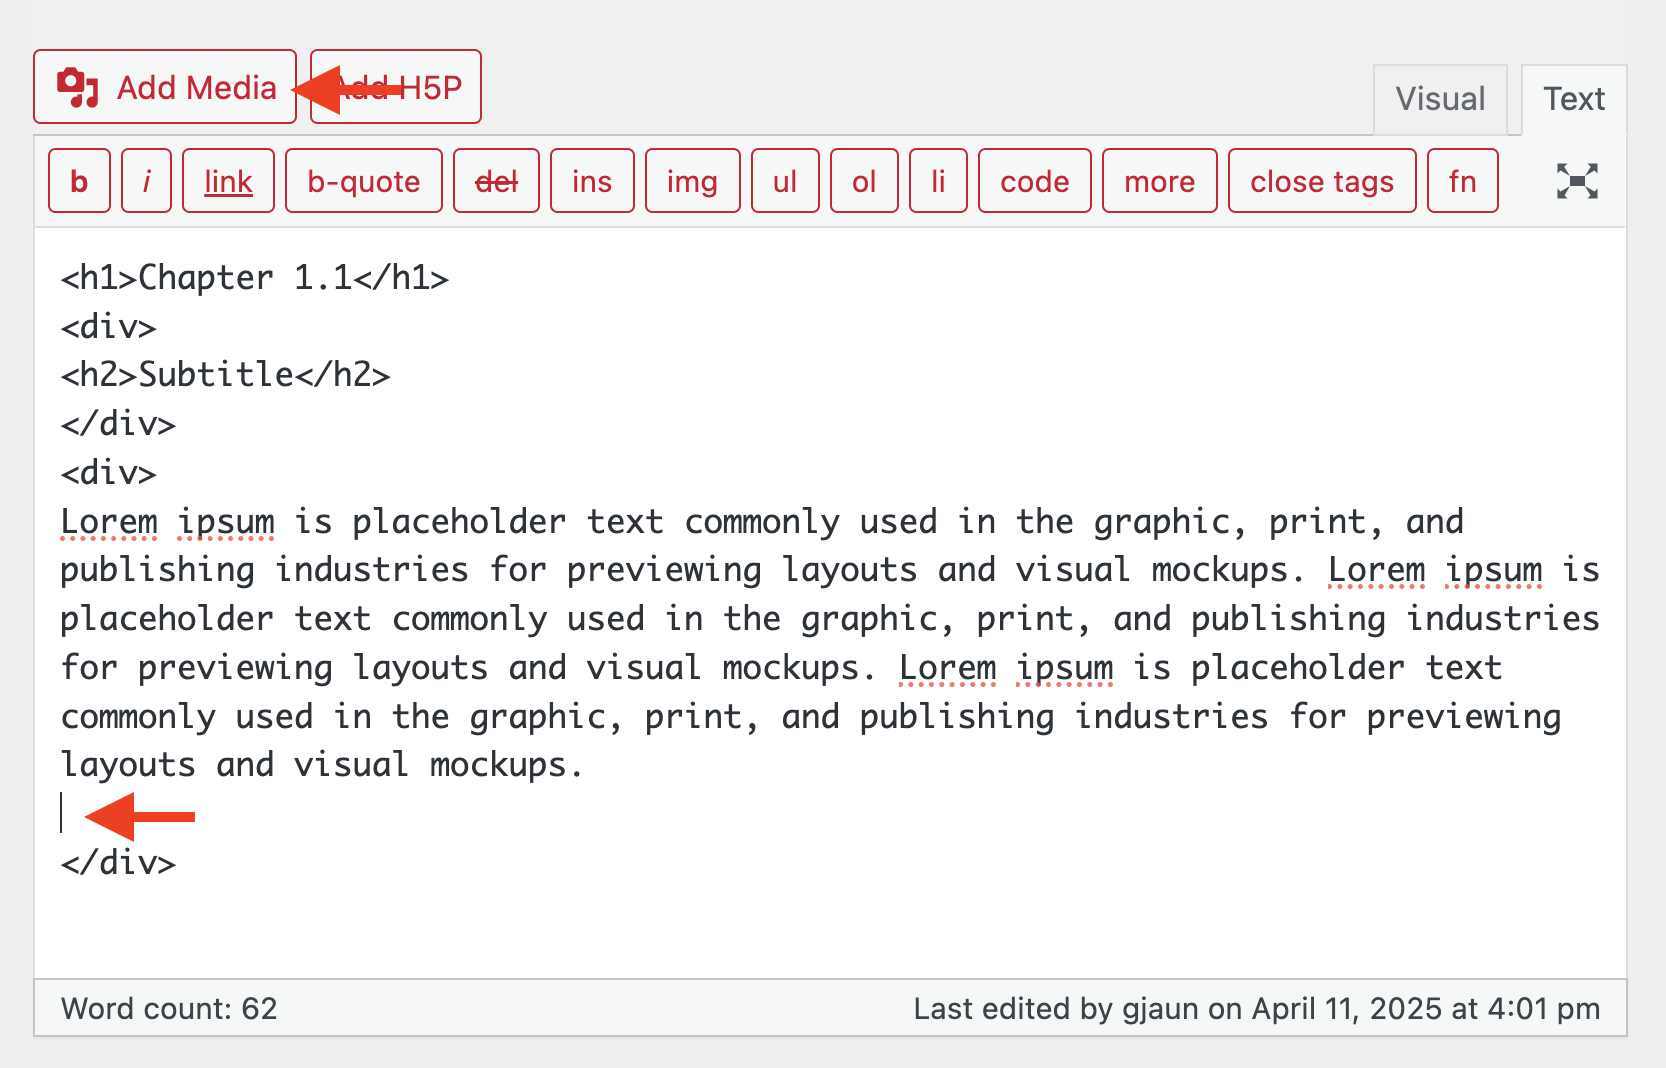 Add Media Add H5P
Visual Text
b i link b-quote del ins img ul ol li code more close tags fn
<h1>Chapter 1.1</h1>
<div>
<h2>Subtitle</h2>
</div>
<div>
Lorem ipsum is placeholder text commonly used in the graphic, print, and
publishing industries for previewing layouts and visual mockups. Lorem ipsum is
placeholder text commonly used in the graphic, print, and publishing industries
for previewing layouts and visual mockups. Lorem ipsum is placeholder text
commonly used in the graphic, print, and publishing industries for previewing
layouts and visual mockups.
</div>
Word count: 62
Last edited by gjaun on April 11, 2025 at 4:01 pm